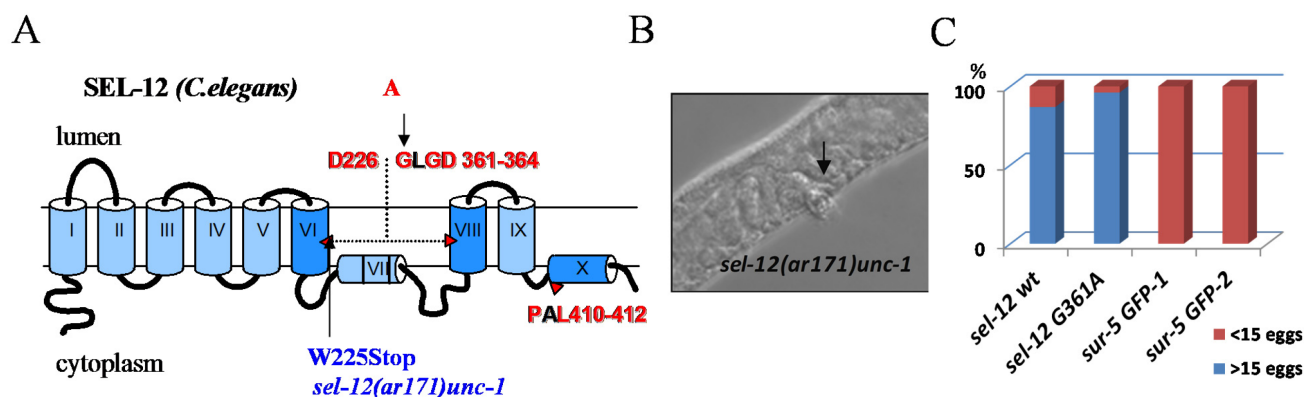 A
SEL-12 (C.elegans)
A
lumen
D226 GLGD 361-364
I II III IV V VI VII VIII IX X
PAL410-412
cytoplasm
W225Stop
sel-12(ar171)unc-1
B
sel-12(ar171)unc-1
C
%
100
50
0
sel-12 wt
sel-12 G361A
sur-5 GFP-1
sur-5 GFP-2
<15 eggs
>15 eggs